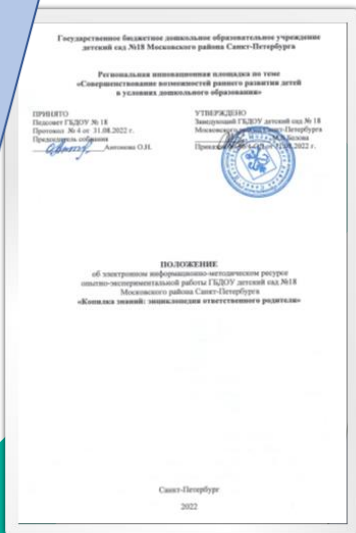 Государственное бюджетное дошкольное образовательное учреждение
детский сад №18 Московского района Санкт-Петербурга
Региональная инновационная площадка по теме
«Совершенствование возможностей раннего развития детей
в условиях дошкольного образования»
ПРИНЯТО
Педсовет ГБДОУ № 18
Протокол № 6 от 31.08.2022 г.
Председатель собрания
Антонова О.Н.
УТВЕРЖДЕНО
Заведующий ГБДОУ детский сад № 18
Московского района Санкт-Петербурга
Приказ 2022 г.
ПОЛОЖЕНИЕ
об электронном информационно-методическом ресурсе
опытно-экспериментальной работы ГБДОУ детский сад №18
Московского района Санкт-Петербурга
«Копилка знаний: энциклопедия ответственного родителя»
Санкт-Петербург
2022